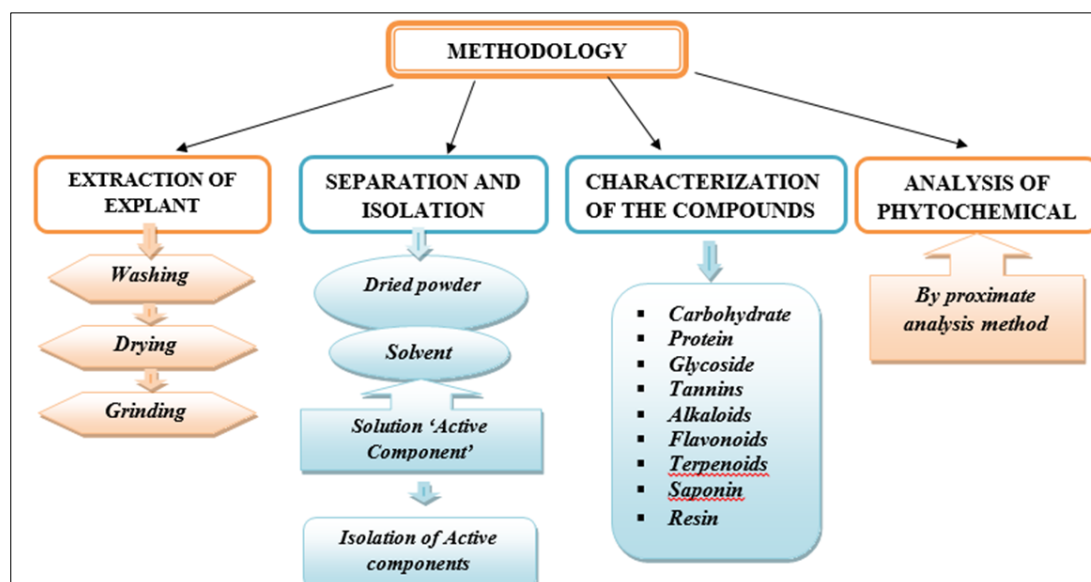 METHODOLOGY
EXTRACTION OF
EXPLANT
Washing
Drying
Grinding
SEPARATION AND
ISOLATION
Dried powder
Solvent
Solution ‘Active
Component’
Isolation of Active
components
CHARACTERIZATION
OF THE COMPOUNDS
▪ Carbohydrate
▪ Protein
▪ Glycoside
▪ Tannins
▪ Alkaloids
▪ Flavonoids
▪ Terpenoids
▪ Saponin
▪ Resin
ANALYSIS OF
PHYTOCHEMICAL
By proximate
analysis method